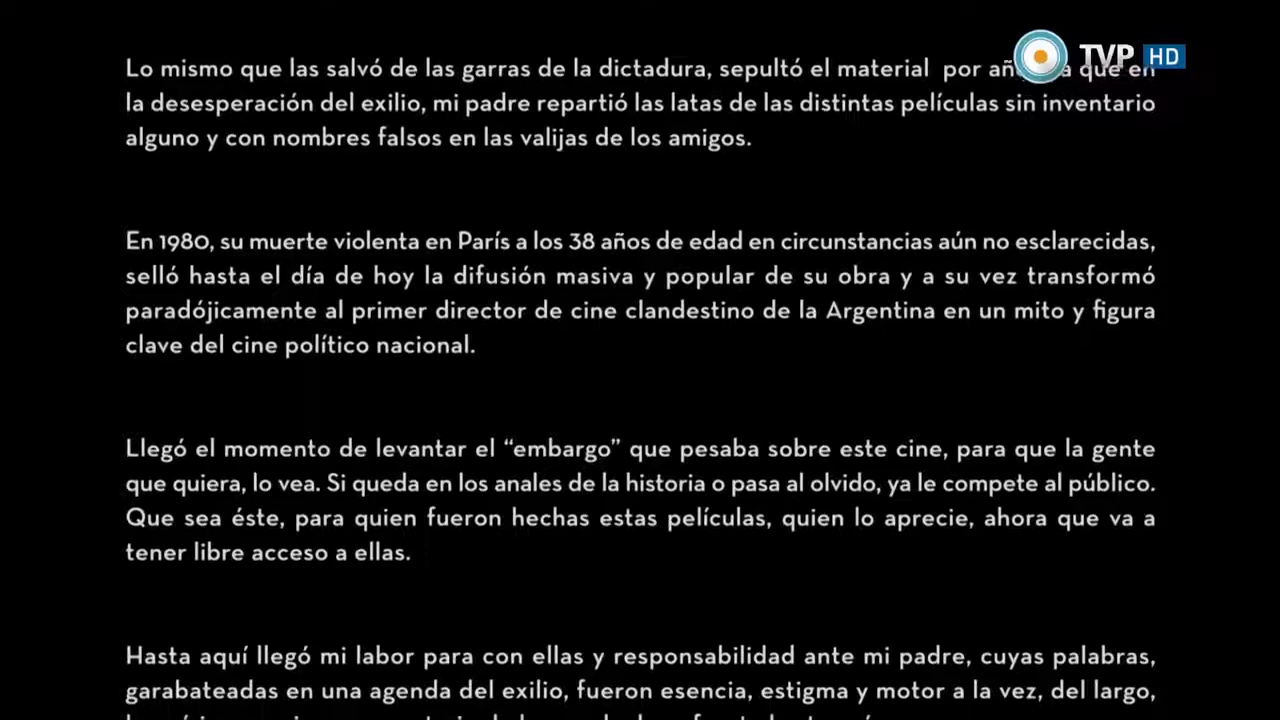 TVP HD
Lo mismo que las salvó de las garras de la dictadura, sepultó el material por que en
la desesperación del exilio, mi padre repartió las latas de las distintas películas sin inventario
alguno y con nombres falsos en las valijas de los amigos.
En 1980, su muerte violenta en París a los 38 años de edad en circunstancias aún no esclarecidas,
selló hasta el día de hoy la difusión masiva y popular de su obra y a su vez transformó
paradójicamente al primer director de cine clandestino de la Argentina en un mito y figura
clave del cine político nacional.
Llegó el momento de levantar el “embargo” que pesaba sobre este cine, para que la gente
que quiera, lo vea. Si queda en los anales de la historia o pasa al olvido, ya le compete al público.
Que sea éste, para quien fueron hechas estas películas, quien lo aprecie, ahora que va a
tener libre acceso a ellas.
Hasta aquí llegó mi labor para con ellas y responsabilidad ante mi padre, cuyas palabras,
garabateadas en una agenda del exilio, fueron esencia, estigma y motor a la vez, del largo,